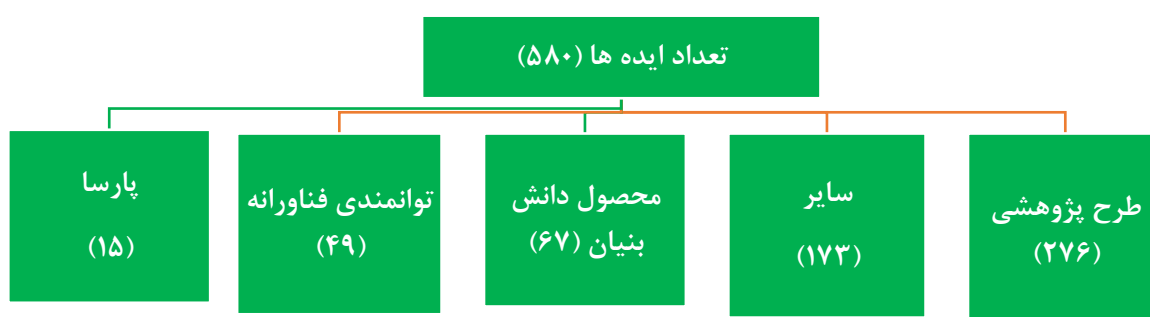 تعداد ایده ها (۵۸۰)
طرح پژوهشی
(۲۷۶)
سایر
(۱۷۳)
محصول دانش
بنیان (۶۷)
توانمندی فناورانه
(۴۹)
پارسا
(۱۵)